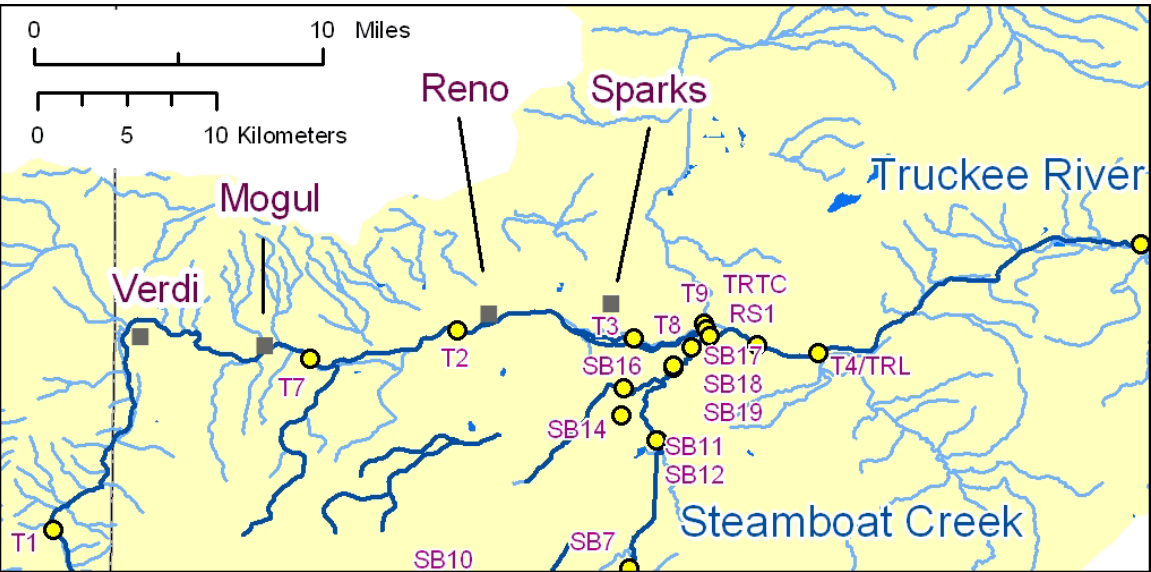 0 10 Miles
0 5 10 Kilometers
Reno
Sparks
Mogul
Truckee River
Verdi
T9
TRTC
RS1
T3
T8
T2
SB16
SB17
T4/TRL
T7
SB18
SB19
SB14
SB11
SB12
Steamboat Creek
T1
SB7
SB10